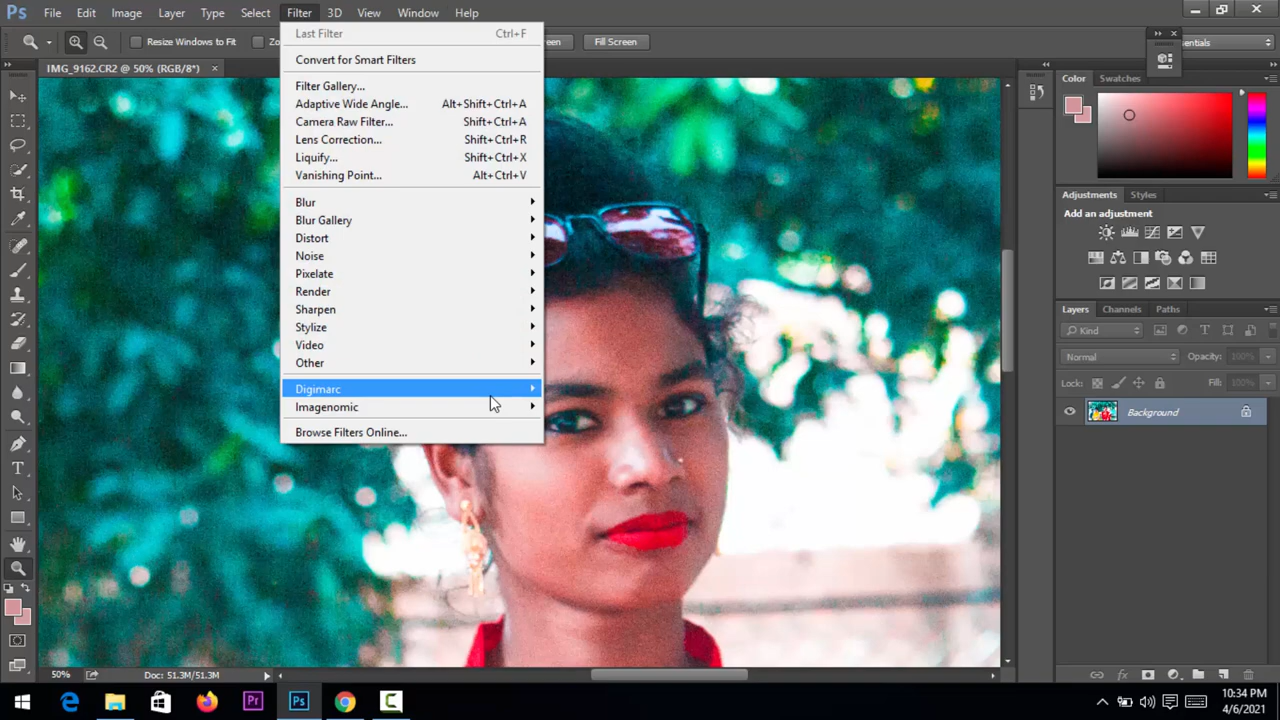 Ps File Edit Image Layer Type Select Filter 3D View Window Help
Resize Windows to Fit Fill Screen
IMG_9162.CR2 @ 50% (RGB/8*) ×
Last Filter Ctrl+F
Convert for Smart Filters
Filter Gallery...
Adaptive Wide Angle... Alt+Shift+Ctrl+A
Camera Raw Filter... Shift+Ctrl+A
Lens Correction... Shift+Ctrl+R
Liquify... Shift+Ctrl+X
Vanishing Point... Alt+Ctrl+V
Blur
Blur Gallery
Distort
Noise
Pixelate
Render
Sharpen
Stylize
Video
Other
Digimarc
Imagenomic
Browse Filters Online...
Color Swatches
Adjustments Styles
Add an adjustment
Layers Channels Paths
Kind
Normal Opacity: 100%
Lock: Fill: 100%
Background
50% Doc: 51.3M/51.3M
Pr Ps
10:34 PM
4/6/2021